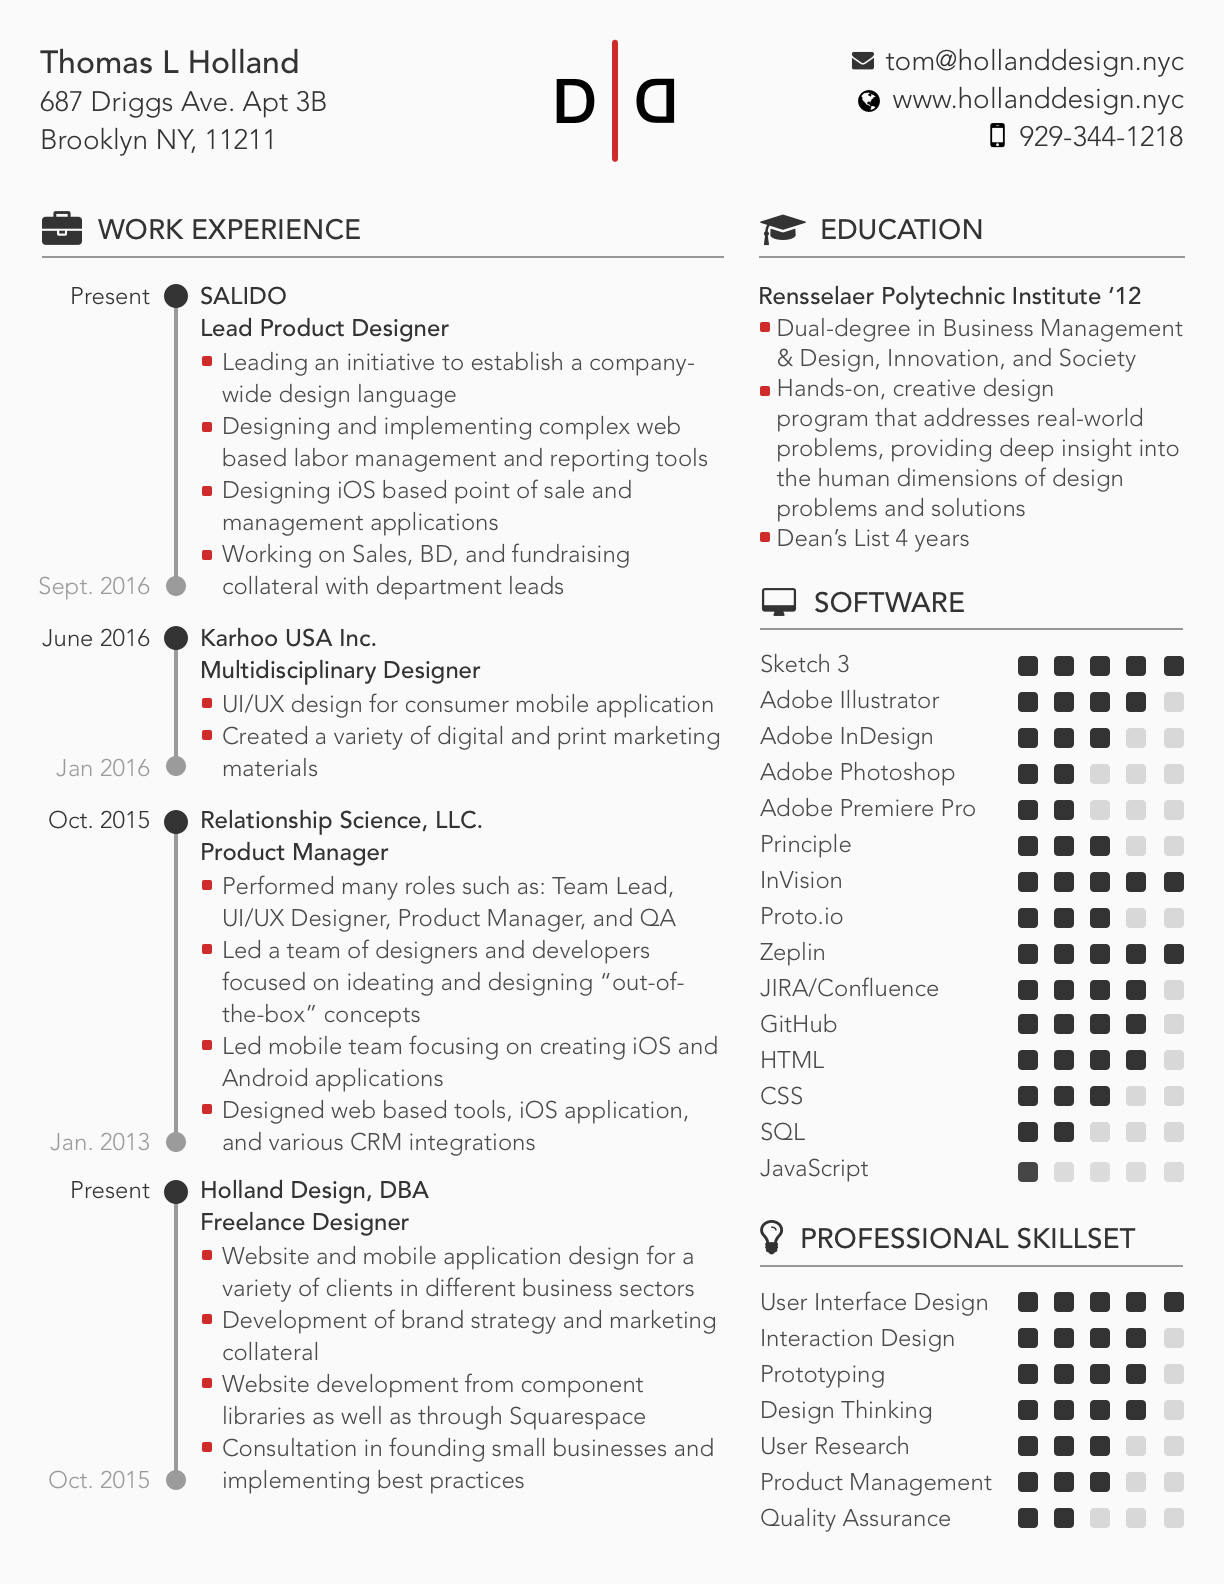 Thomas L Holland
687 Driggs Ave. Apt 3B
Brooklyn NY, 11211
D D
tom@hollanddesign.nyc
www.hollanddesign.nyc
929-344-1218
WORK EXPERIENCE
Present
SALIDO
Lead Product Designer
Leading an initiative to establish a company-
wide design language
Designing and implementing complex web
based labor management and reporting tools
Designing iOS based point of sale and
management applications
Working on Sales, BD, and fundraising
Sept. 2016
collateral with department leads
June 2016
Karhoo USA Inc.
Multidisciplinary Designer
UI/UX design for consumer mobile application
Created a variety of digital and print marketing
Jan 2016
materials
Oct. 2015
Relationship Science, LLC.
Product Manager
Performed many roles such as: Team Lead,
UI/UX Designer, Product Manager, and QA
Led a team of designers and developers
focused on ideating and designing “out-of-
the-box” concepts
Led mobile team focusing on creating iOS and
Android applications
Designed web based tools, iOS application,
Jan. 2013
and various CRM integrations
Present
Holland Design, DBA
Freelance Designer
Website and mobile application design for a
variety of clients in different business sectors
Development of brand strategy and marketing
collateral
Website development from component
libraries as well as through Squarespace
Consultation in founding small businesses and
Oct. 2015
implementing best practices
EDUCATION
Rensselaer Polytechnic Institute ‘12
Dual-degree in Business Management
& Design, Innovation, and Society
Hands-on, creative design
program that addresses real-world
problems, providing deep insight into
the human dimensions of design
problems and solutions
Dean’s List 4 years
SOFTWARE
Sketch 3
Adobe Illustrator
Adobe InDesign
Adobe Photoshop
Adobe Premiere Pro
Principle
InVision
Proto.io
Zeplin
JIRA/Confluence
GitHub
HTML
CSS
SQL
JavaScript
PROFESSIONAL SKILLSET
User Interface Design
Interaction Design
Prototyping
Design Thinking
User Research
Product Management
Quality Assurance